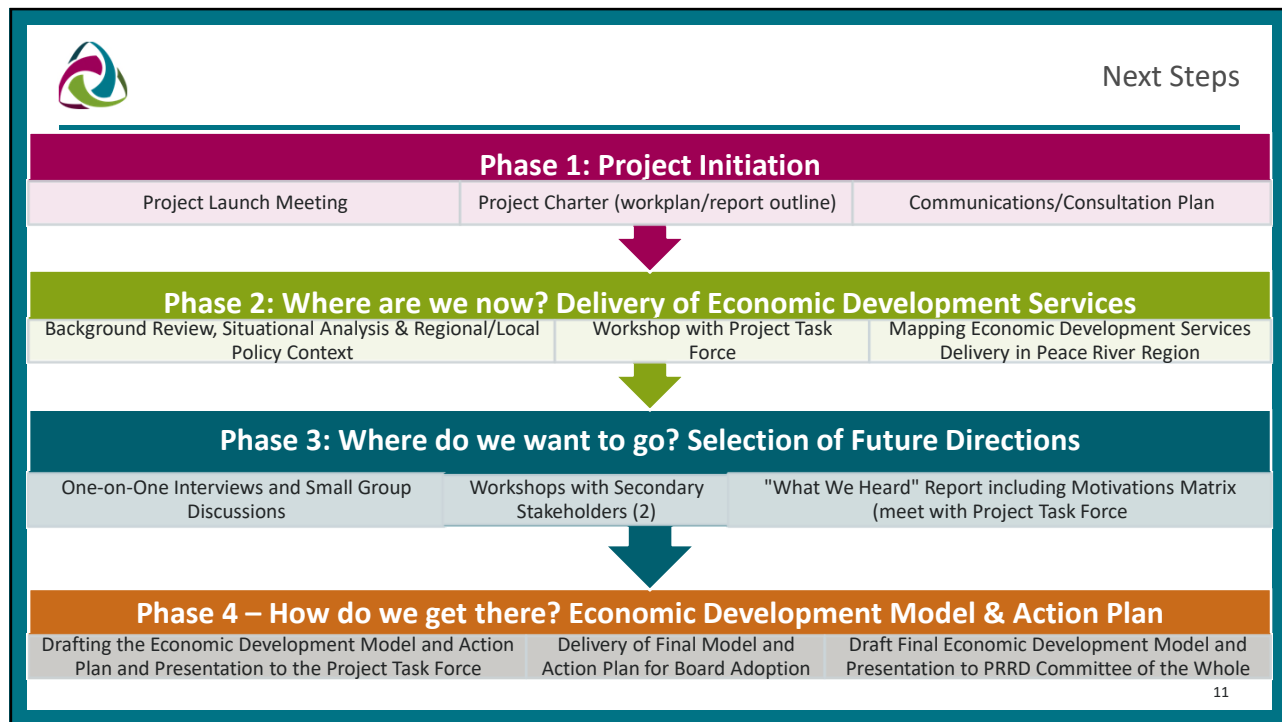 Next Steps
Phase 1: Project Initiation
Project Launch Meeting
Project Charter (workplan/report outline)
Communications/Consultation Plan
Phase 2: Where are we now? Delivery of Economic Development Services
Background Review, Situational Analysis & Regional/Local
Policy Context
Workshop with Project Task
Force
Mapping Economic Development Services
Delivery in Peace River Region
Phase 3: Where do we want to go? Selection of Future Directions
One-on-One Interviews and Small Group
Discussions
Workshops with Secondary
Stakeholders (2)
"What We Heard" Report including Motivations Matrix
(meet with Project Task Force
Phase 4 – How do we get there? Economic Development Model & Action Plan
Drafting the Economic Development Model and Action
Plan and Presentation to the Project Task Force
Delivery of Final Model and
Action Plan for Board Adoption
Draft Final Economic Development Model and
Presentation to PRRD Committee of the Whole
11